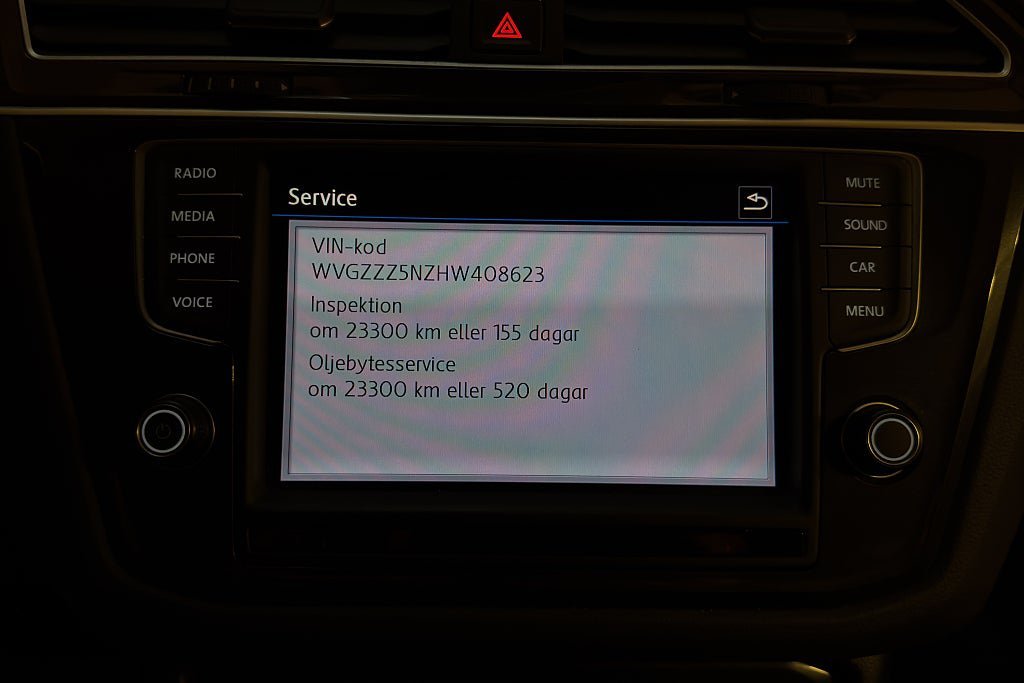 RADIO
MEDIA
PHONE
VOICE
Service
VIN-kod
WVGZZZ5NZHW408623
Inspektion
om 23300 km eller 155 dagar
Oljebytesservice
om 23300 km eller 520 dagar
MUTE
SOUND
CAR
MENU